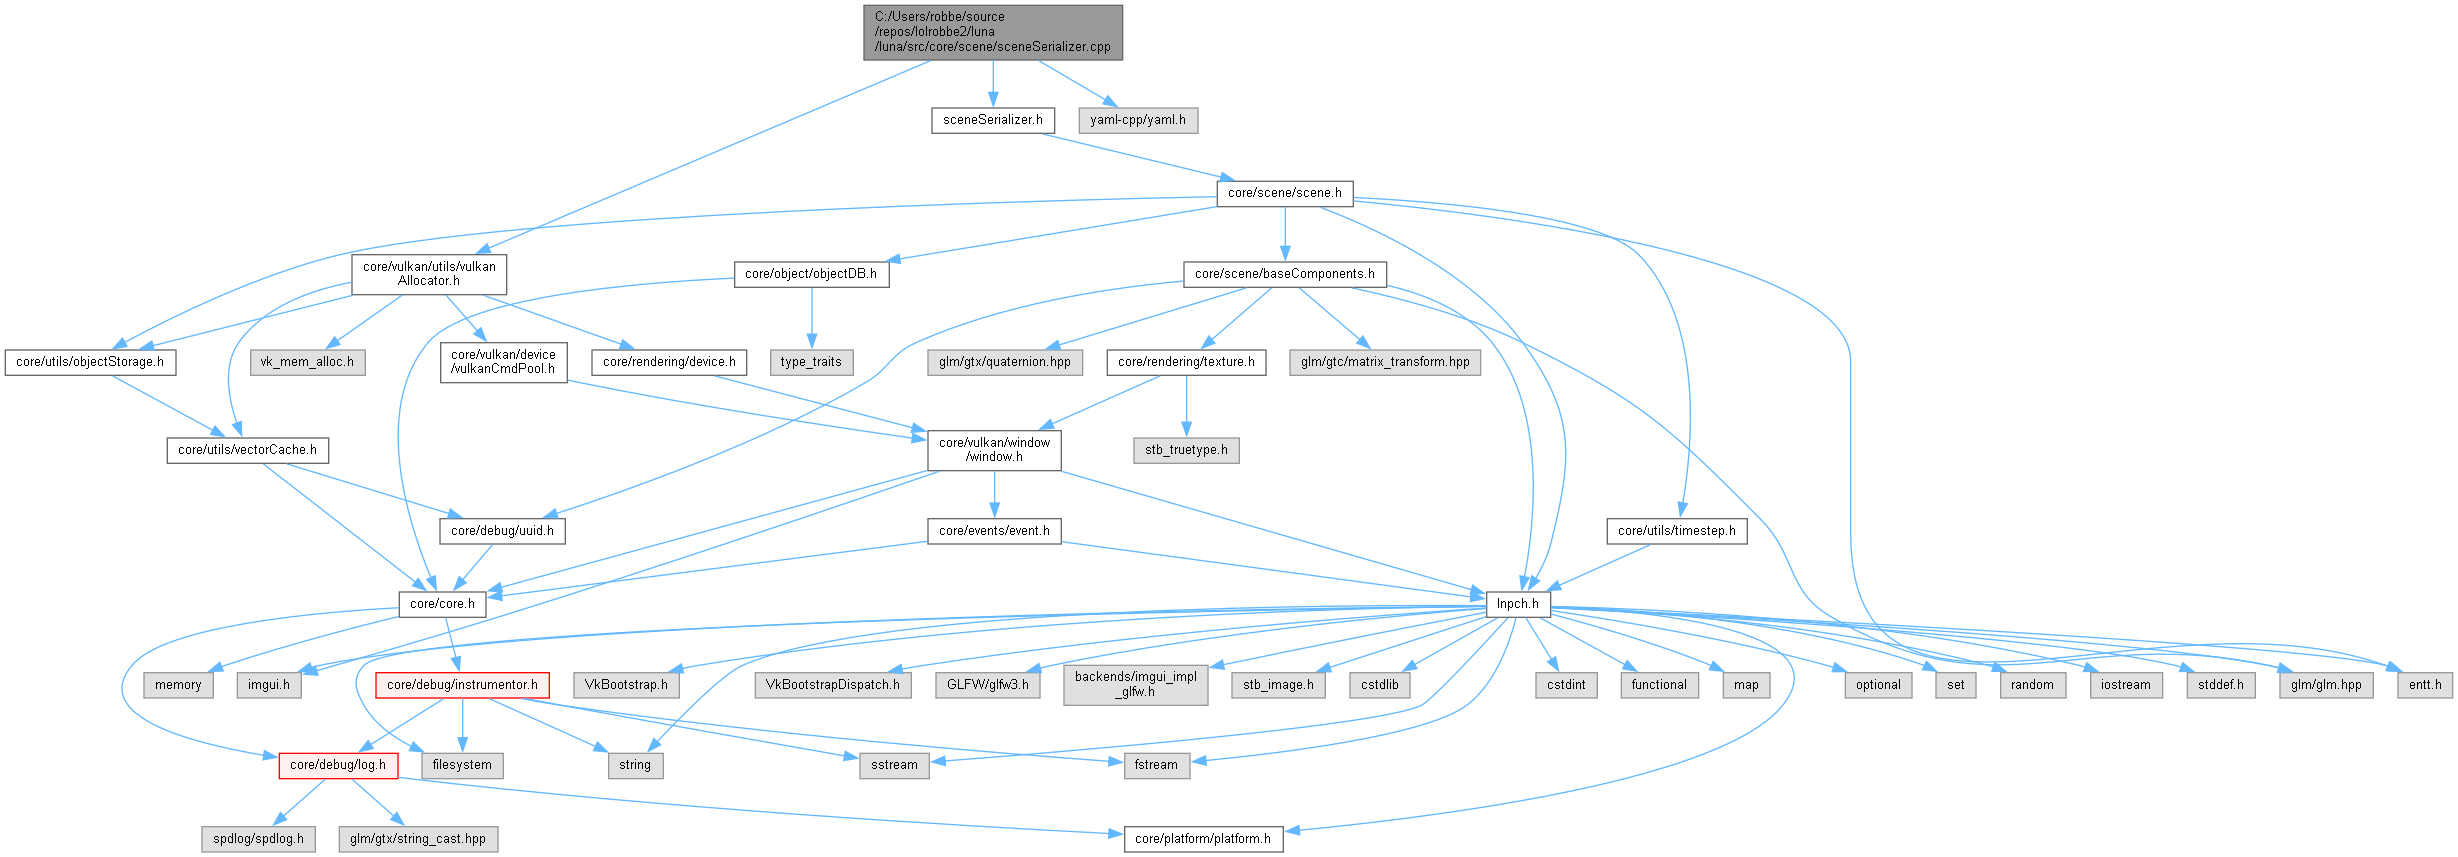 C:/Users/robbe/source
/repos/lolrobbe2/luna
/luna/src/core/scene/sceneSerializer.cpp
sceneSerializer.h
yaml-cpp/yaml.h
core/scene/scene.h
core/vulkan/utils/vulkan
Allocator.h
core/object/objectDB.h
core/scene/baseComponents.h
core/utils/objectStorage.h
vk_mem_alloc.h
core/vulkan/device
/vulkanCmdPool.h
core/rendering/device.h
type_traits
glm/gtx/quaternion.hpp
core/rendering/texture.h
glm/gtc/matrix_transform.hpp
core/utils/vectorCache.h
core/vulkan/window
/window.h
stb_truetype.h
core/debug/uuid.h
core/events/event.h
core/utils/timestep.h
core/core.h
lnpch.h
memory
imgui.h
core/debug/instrumentor.h
VkBootstrap.h
VkBootstrapDispatch.h
GLFW/glfw3.h
backends/imgui_impl
_glfw.h
stb_image.h
cstdlib
cstdint
functional
map
optional
set
random
iostream
stddef.h
glm/glm.hpp
entt.h
core/debug/log.h
filesystem
string
sstream
fstream
spdlog/spdlog.h
glm/gtx/string_cast.hpp
core/platform/platform.h